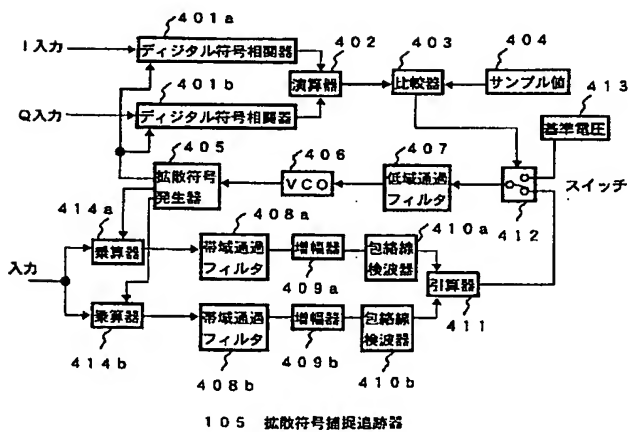 401a
402
403
404
I入力
ディジタル符号相関器
401b
演算器
比較器
サンプル値
413
Q入力
ディジタル符号相関器
基準電圧
405
406
407
拡散符号
発生器
VCO
低域通過
フィルタ
スイッチ
412
414a
408a
410a
乗算器
帯域通過
フィルタ
増幅器
包絡線
検波器
入力
409a
引算器
411
乗算器
帯域通過
フィルタ
増幅器
包絡線
検波器
414b
409b
408b
410b
105 拡散符号捕捉追跡器